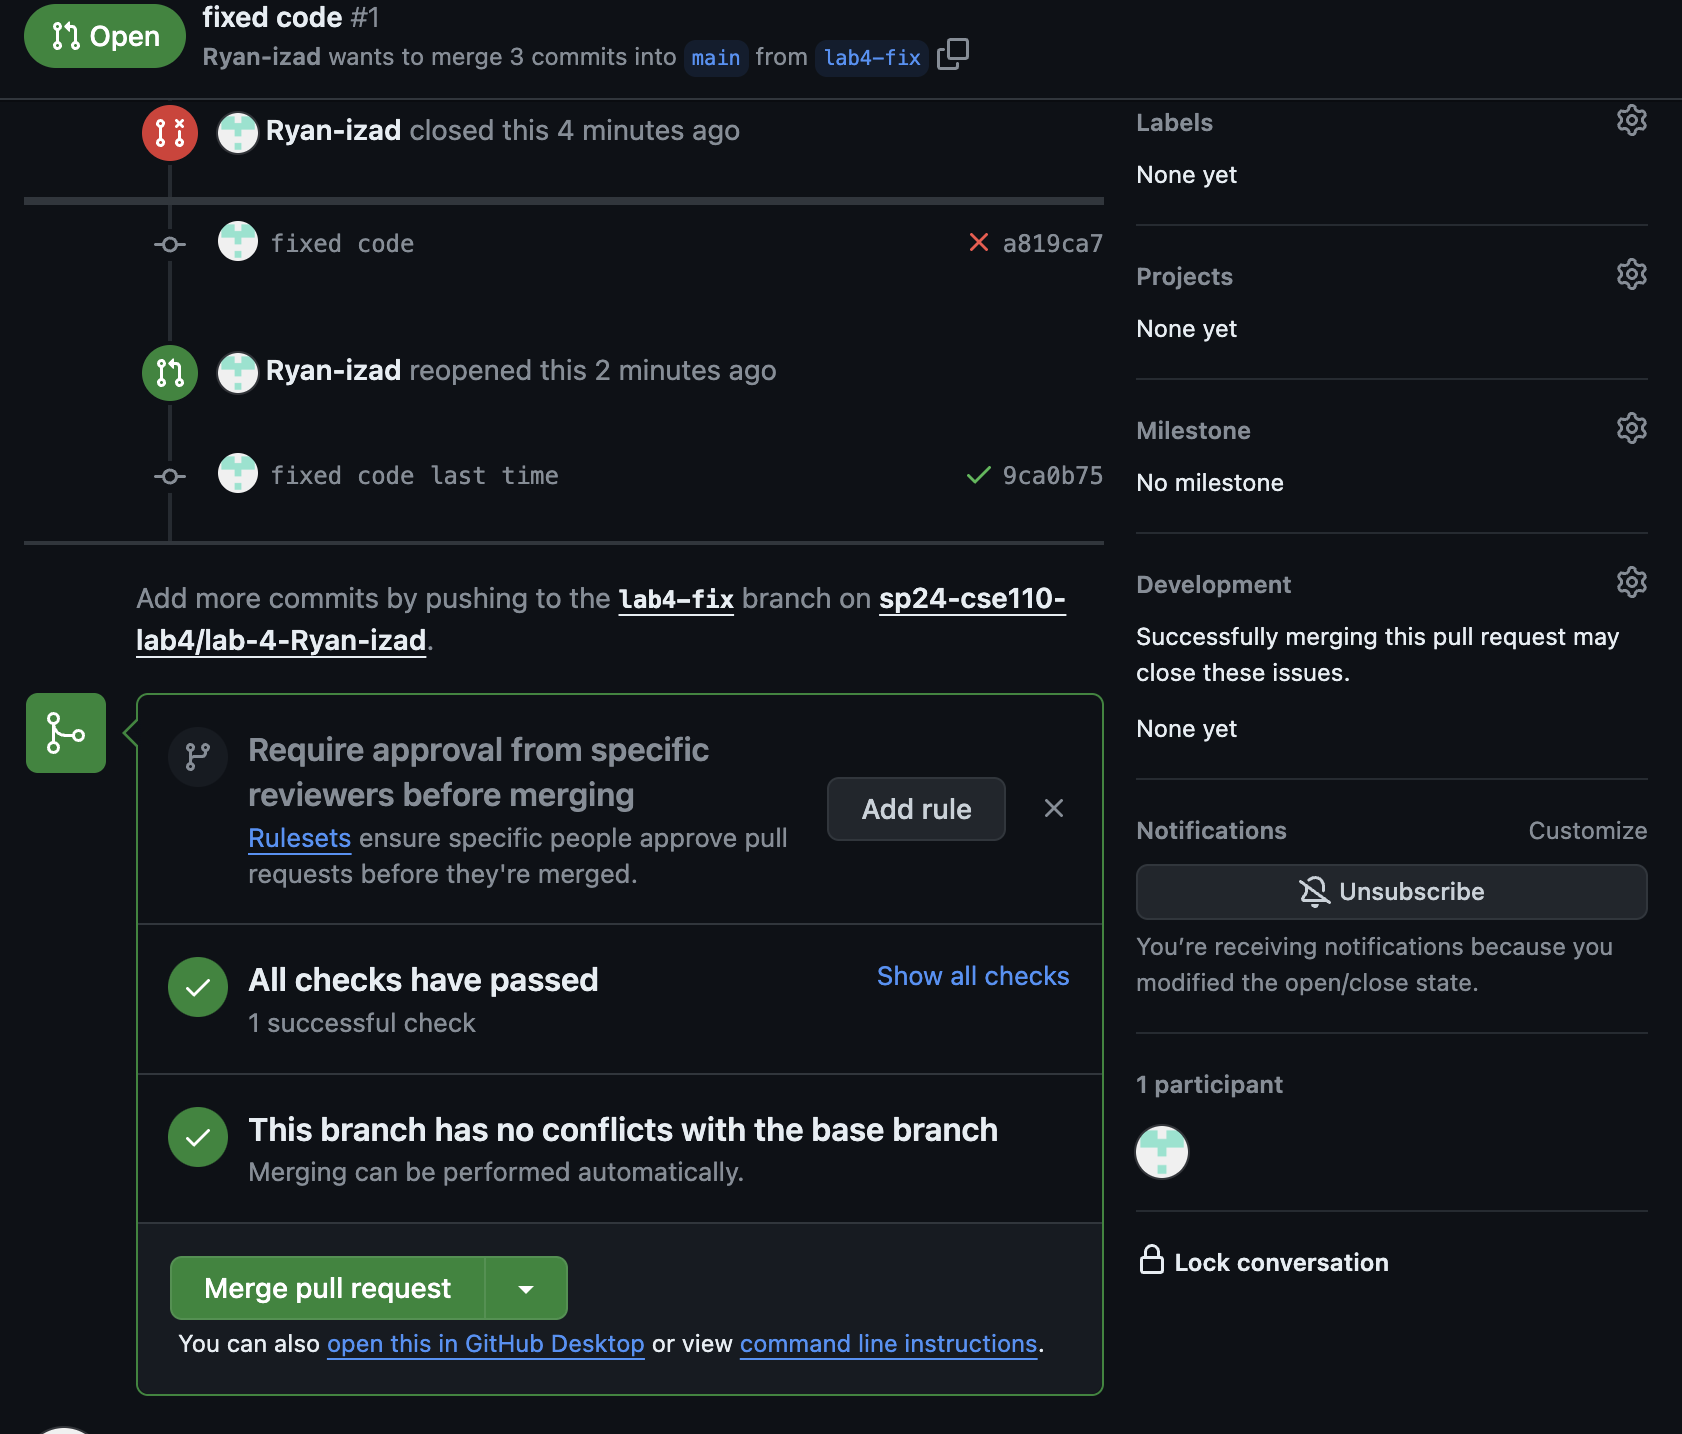 Open
fixed code #1
Ryan-izad wants to merge 3 commits into main from lab4-fix
Ryan-izad closed this 4 minutes ago
fixed code a819ca7
Ryan-izad reopened this 2 minutes ago
fixed code last time 9ca0b75
Add more commits by pushing to the lab4-fix branch on sp24-cse110-
lab4/lab-4-Ryan-izad.
Require approval from specific
reviewers before merging
Rulesets ensure specific people approve pull
requests before they're merged.
Add rule
All checks have passed
1 successful check
Show all checks
This branch has no conflicts with the base branch
Merging can be performed automatically.
Merge pull request
You can also open this in GitHub Desktop or view command line instructions.
Labels
None yet
Projects
None yet
Milestone
No milestone
Development
Successfully merging this pull request may
close these issues.
None yet
Notifications Customize
Unsubscribe
You’re receiving notifications because you
modified the open/close state.
1 participant
Lock conversation